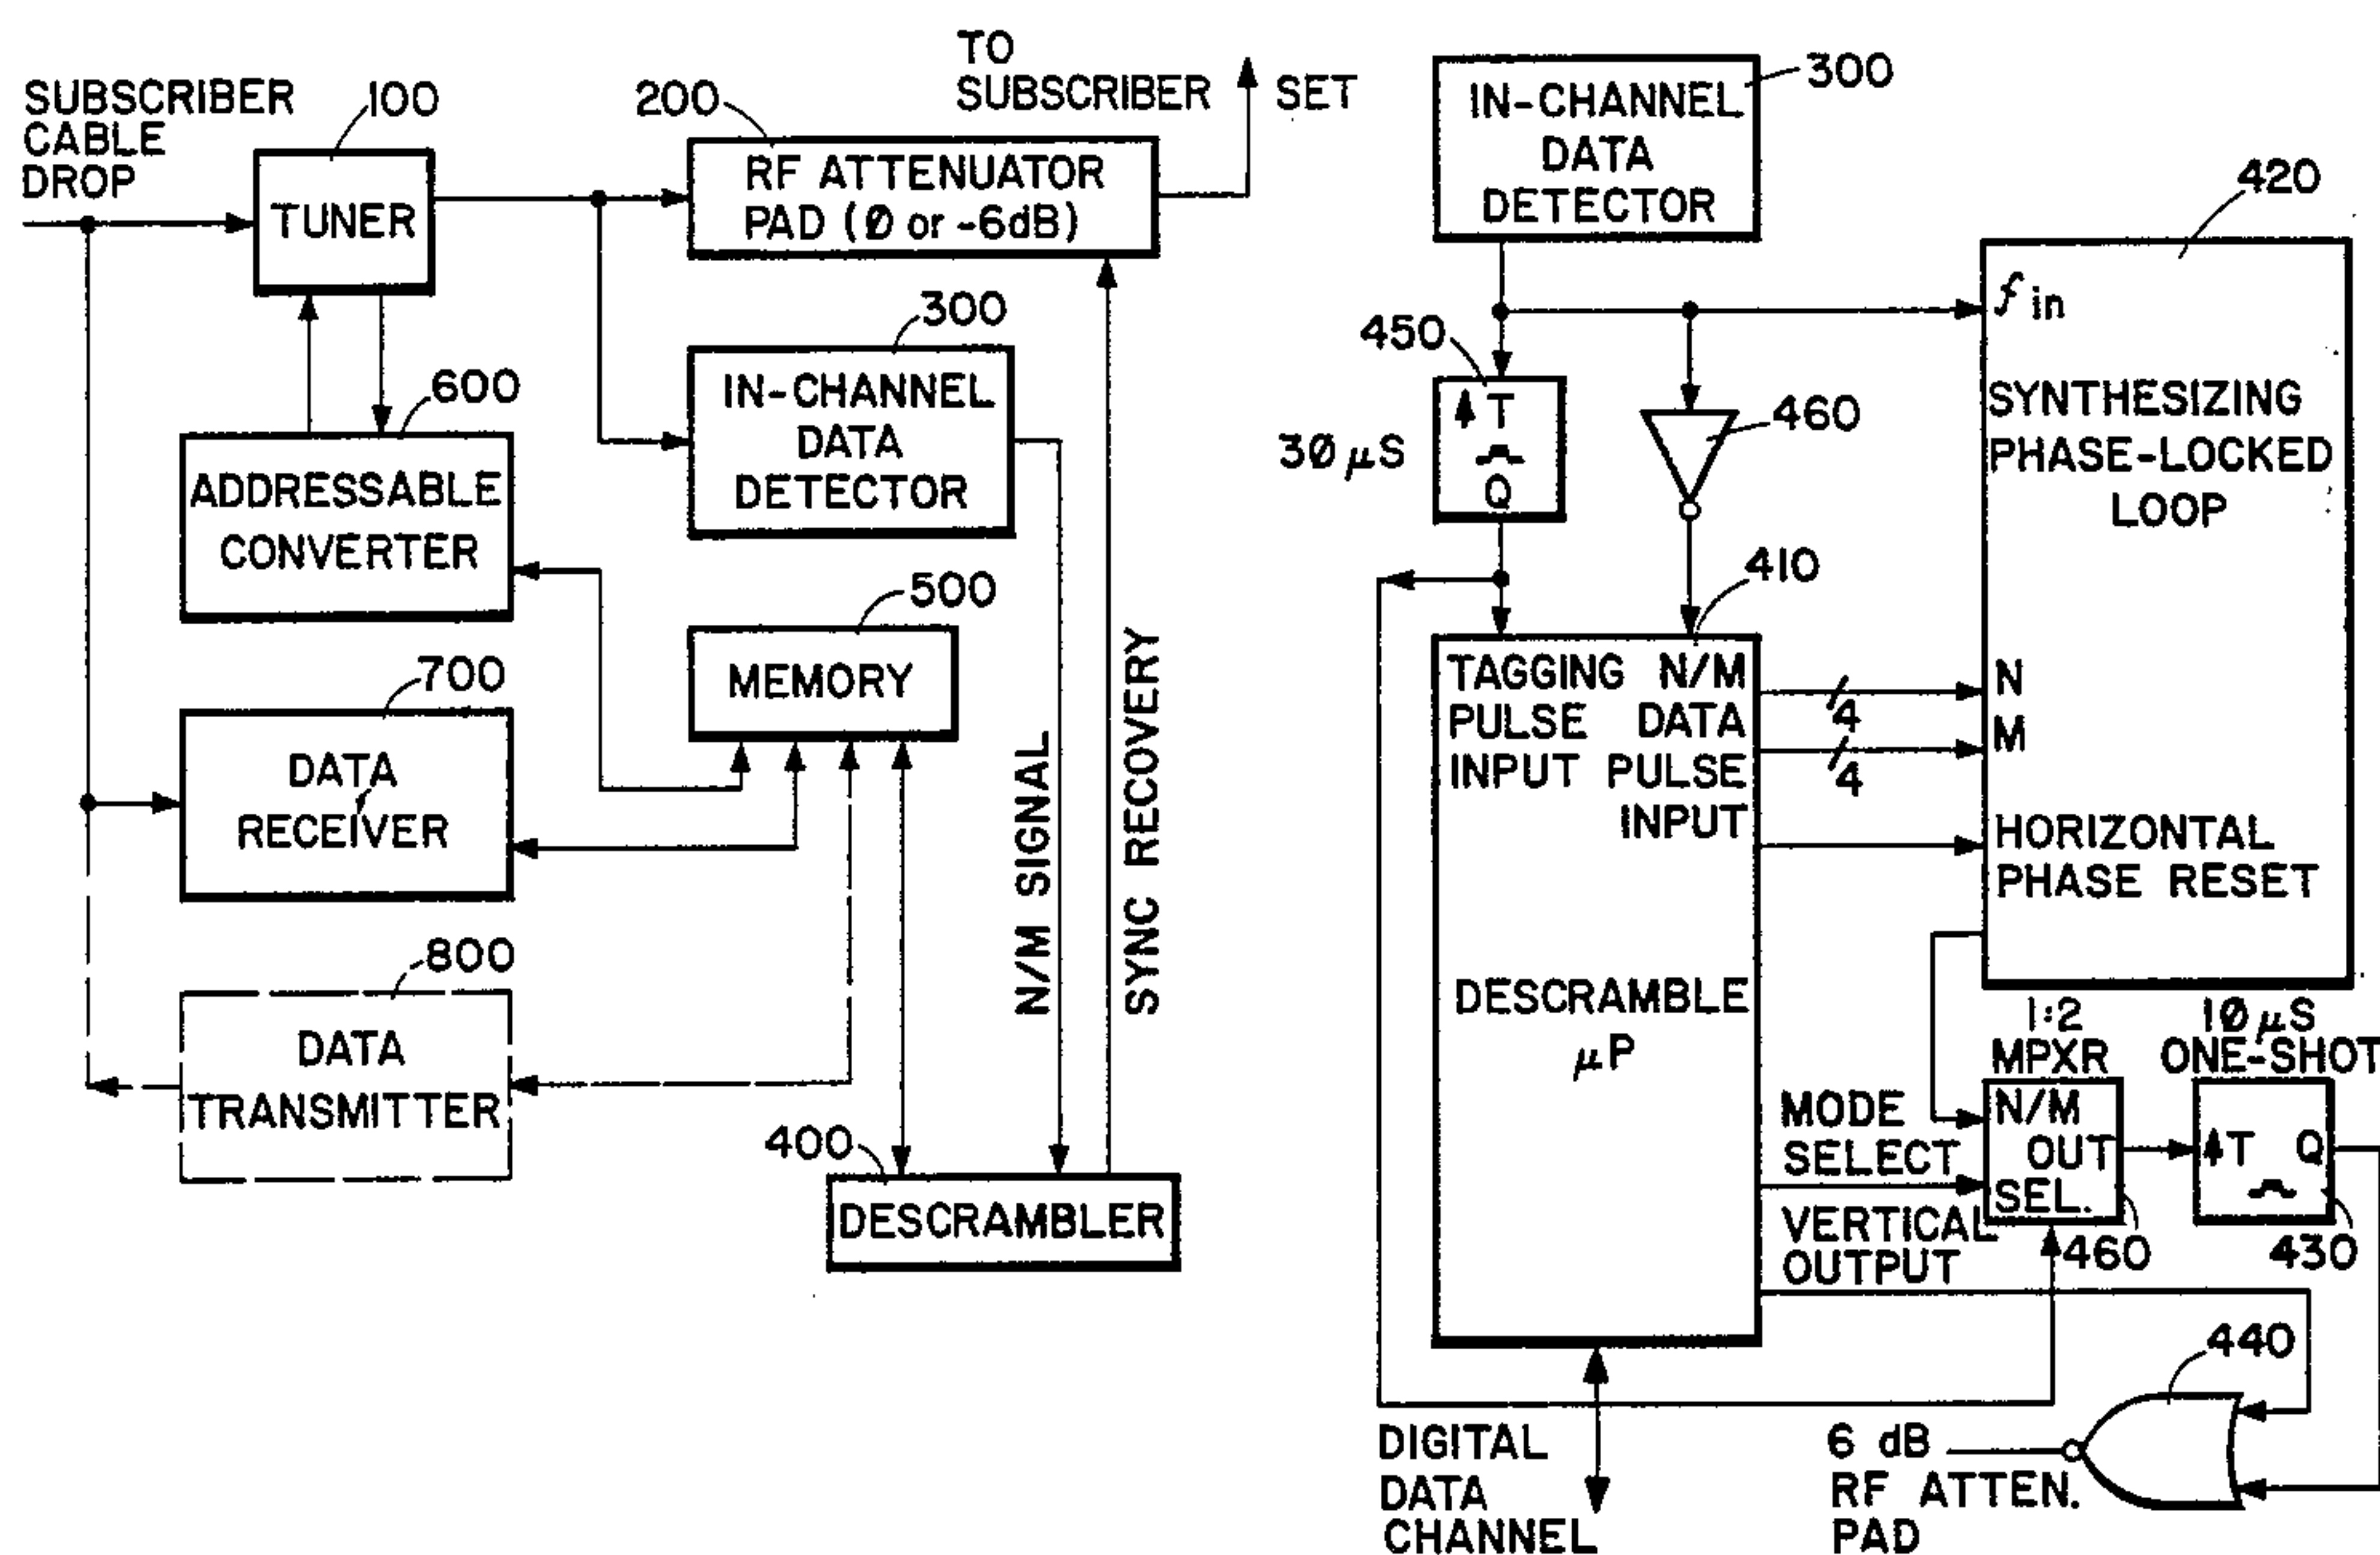 SUBSCRIBER
CABLE
DROP
100
TUNER
200
RF ATTENUATOR
PAD (0 or -6dB)
TO
SUBSCRIBER SET
300
IN-CHANNEL
DATA
DETECTOR
600
ADDRESSABLE
CONVERTER
500
MEMORY
700
DATA
RECEIVER
800
DATA
TRANSMITTER
N/M SIGNAL
SYNC RECOVERY
400
DESCRAMBLER
300
IN-CHANNEL
DATA
DETECTOR
420
fin
SYNTHESIZING
PHASE-LOCKED
LOOP
N
M
HORIZONTAL
PHASE RESET
450
T
Q
30 µS
460
410
TAGGING
PULSE
INPUT
N/M
DATA
PULSE
INPUT
4
4
DESCRAMBLE
µP
MODE
SELECT
VERTICAL
OUTPUT
1:2
MPXR
N/M
OUT
SEL.
460
10 µS
ONE-SHOT
T Q
430
440
6 dB
RF ATTEN.
PAD
DIGITAL
DATA
CHANNEL